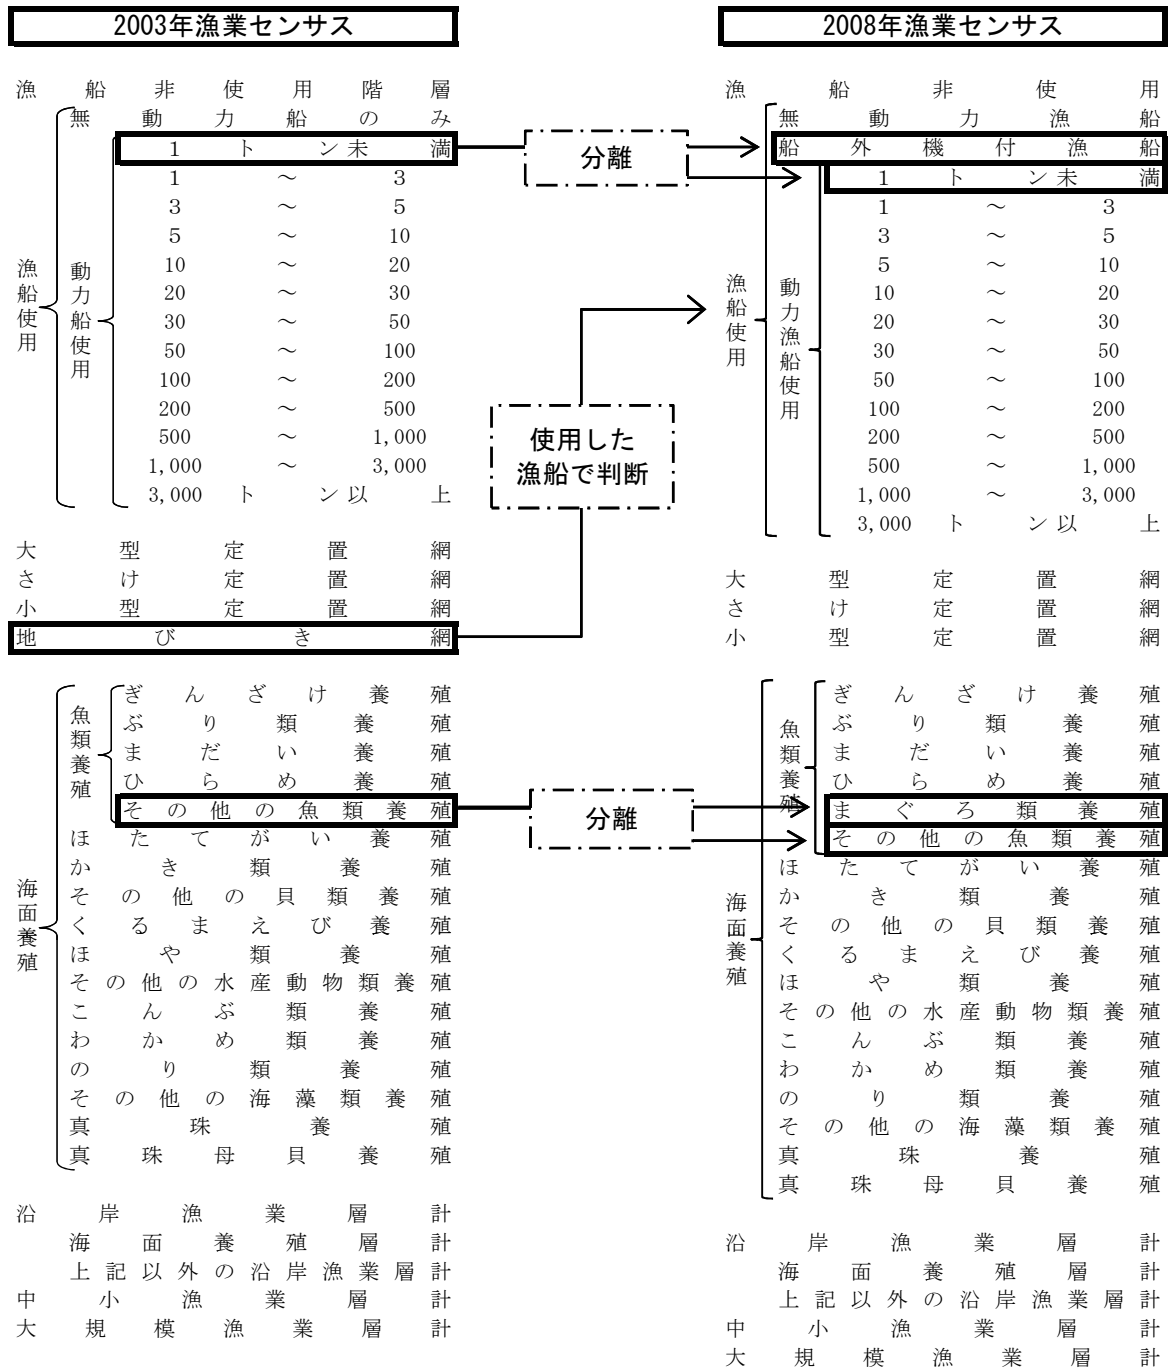 2003年漁業センサス
漁船非使用階層
無動力船のみ
1トン未満
1 ～ 3
3 ～ 5
5 ～ 10
10 ～ 20
20 ～ 30
30 ～ 50
50 ～ 100
100 ～ 200
200 ～ 500
500 ～ 1,000
1,000 ～ 3,000
3,000トン以上
漁船使用
動力船使用
大型定置網
さけ定置網
小型定置網
地びき網
ぎんざけ養殖
ぶり類養殖
まだい養殖
ひらめ養殖
その他の魚類養殖
魚類養殖
ほたてがい養殖
かき類養殖
その他の貝類養殖
くるまえび養殖
ほや類養殖
その他の水産動物類養殖
こんぶ類養殖
わかめ類養殖
のり類養殖
その他の海藻類養殖
真珠養殖
真珠母貝養殖
海面養殖
沿岸漁業層計
海面養殖層計
上記以外の沿岸漁業層計
中小漁業層計
大規模漁業層計
分離
使用した
漁船で判断
分離
2008年漁業センサス
漁船非使用
無動力漁船
船外機付漁船
1トン未満
1 ～ 3
3 ～ 5
5 ～ 10
10 ～ 20
20 ～ 30
30 ～ 50
50 ～ 100
100 ～ 200
200 ～ 500
500 ～ 1,000
1,000 ～ 3,000
3,000トン以上
漁船使用
動力漁船使用
大型定置網
さけ定置網
小型定置網
ぎんざけ養殖
ぶり類養殖
まだい養殖
ひらめ養殖
まぐろ類養殖
その他の魚類養殖
魚類養殖
ほたてがい養殖
かき類養殖
その他の貝類養殖
くるまえび養殖
ほや類養殖
その他の水産動物類養殖
こんぶ類養殖
わかめ類養殖
のり類養殖
その他の海藻類養殖
真珠養殖
真珠母貝養殖
海面養殖
沿岸漁業層計
海面養殖層計
上記以外の沿岸漁業層計
中小漁業層計
大規模漁業層計